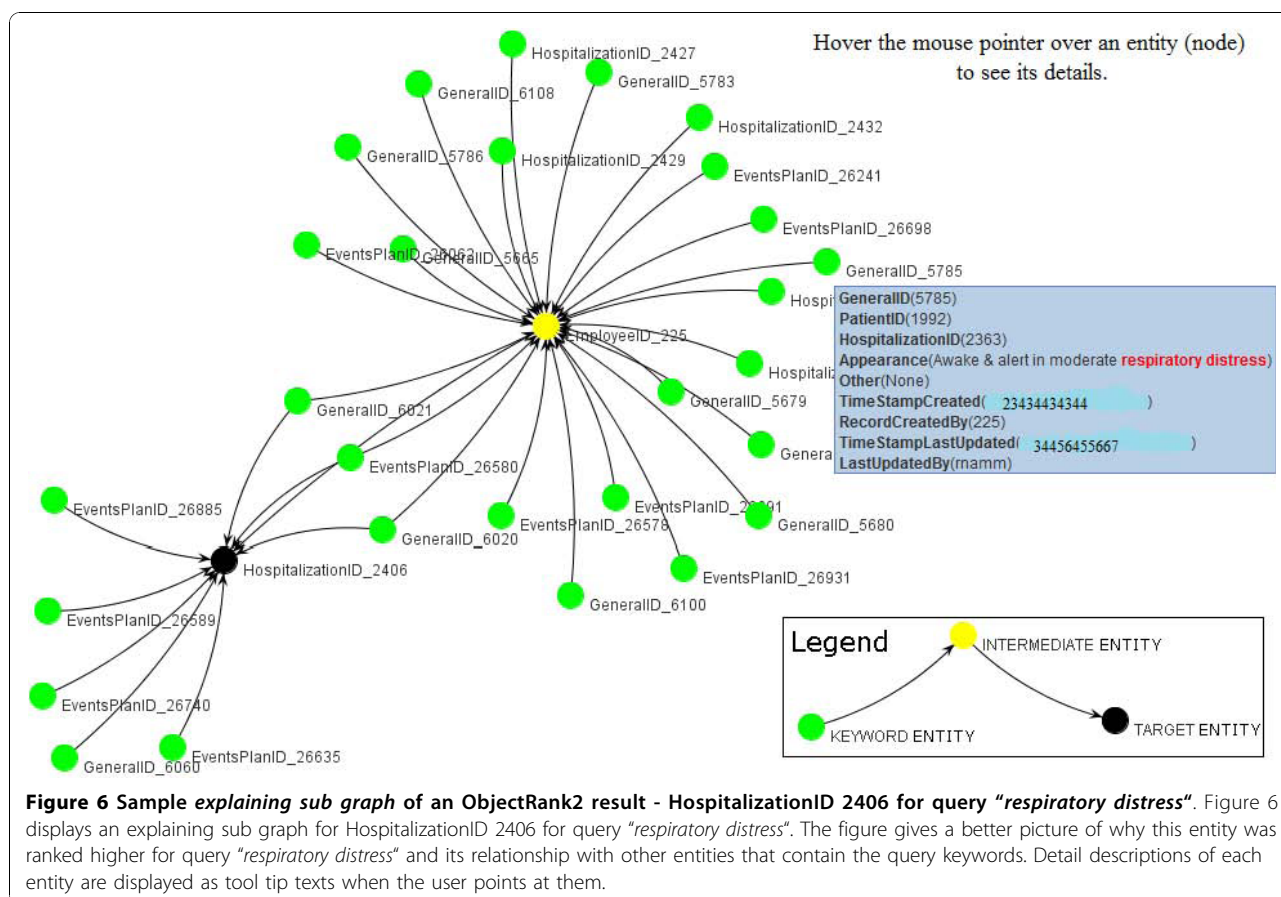 HospitalizationID_2427
Hover the mouse pointer over an entity (node)
to see its details.
GeneralID_5783
GeneralID_6108
HospitalizationID_2432
GeneralID_5786
HospitalizationID_2429
EventsPlanID_26241
EventsPlanID_26698
EventsPlanID_26062
GeneralID_5665
GeneralID_5785
Hospi
GeneralID(5785)
PatientID(1992)
HospitalizationID(2363)
Appearance(Awake & alert in moderate respiratory distress)
Other(None)
TimeStampCreated( 23434434344 )
RecordCreatedBy(225)
TimeStampLastUpdated( 34456455667 )
LastUpdatedBy(rnamm)
EmployeeID_225
Hospitaliz
GeneralID_5679
GeneralID_6021
Genera
EventsPlanID_26580
EventsPlanID_26885
EventsPlanID_26578
GeneralID_5680
GeneralID_6020
HospitalizationID_2406
EventsPlanID_26931
GeneralID_6100
EventsPlanID_26589
Legend
INTERMEDIATE ENTITY
KEYWORD ENTITY
TARGET ENTITY
EventsPlanID_26740
EventsPlanID_26635
GeneralID_6060
Figure 6 Sample explaining sub graph of an ObjectRank2 result - HospitalizationID 2406 for query “respiratory distress“. Figure 6
displays an explaining sub graph for HospitalizationID 2406 for query “respiratory distress“. The figure gives a better picture of why this entity was
ranked higher for query “respiratory distress“ and its relationship with other entities that contain the query keywords. Detail descriptions of each
entity are displayed as tool tip texts when the user points at them.